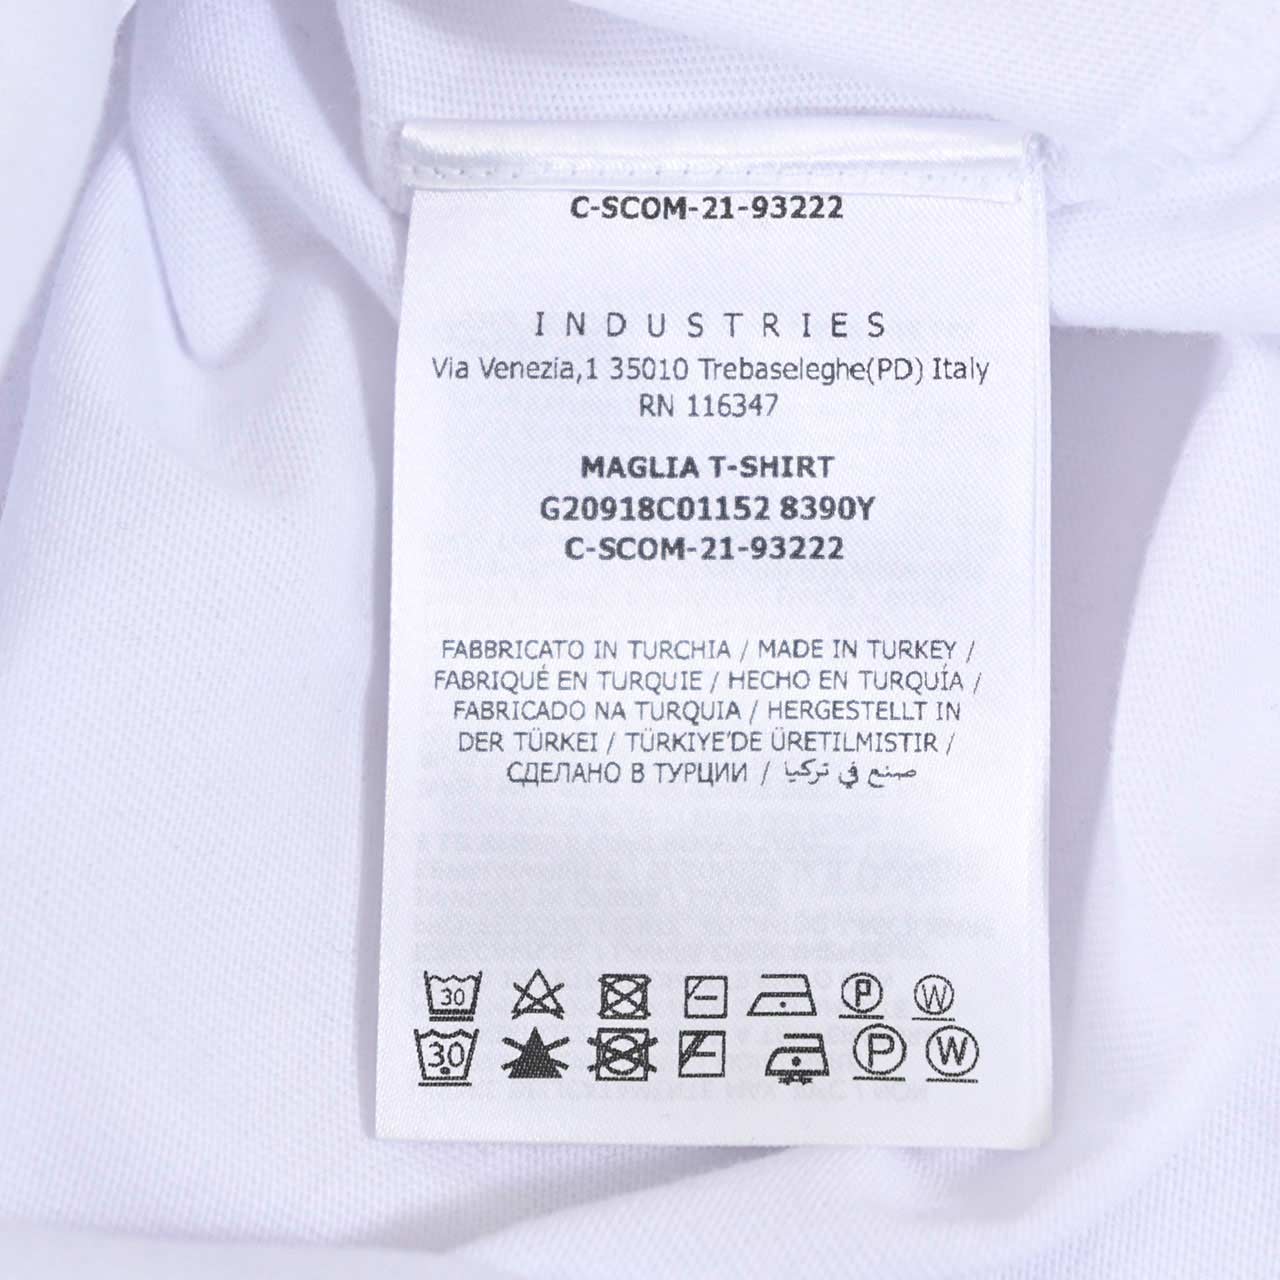 C-SCOM-21-93222
INDUSTRIES
Via Venezia,1 35010 Trebaseleghe(PD) Italy
RN 116347
MAGLIA T-SHIRT
G20918C01152 8390Y
C-SCOM-21-93222
FABBRICATO IN TURCHIA / MADE IN TURKEY /
FABRIQUÉ EN TURQUIE / HECHO EN TURQUÍA /
FABRICADO NA TURQUIA / HERGESTELLT IN
DER TÜRKEI / TÜRKIYE'DE ÜRETILMISTIR /
СДЕЛАНО В ТУРЦИИ / صنع في تركيا
30 P W
30 P W